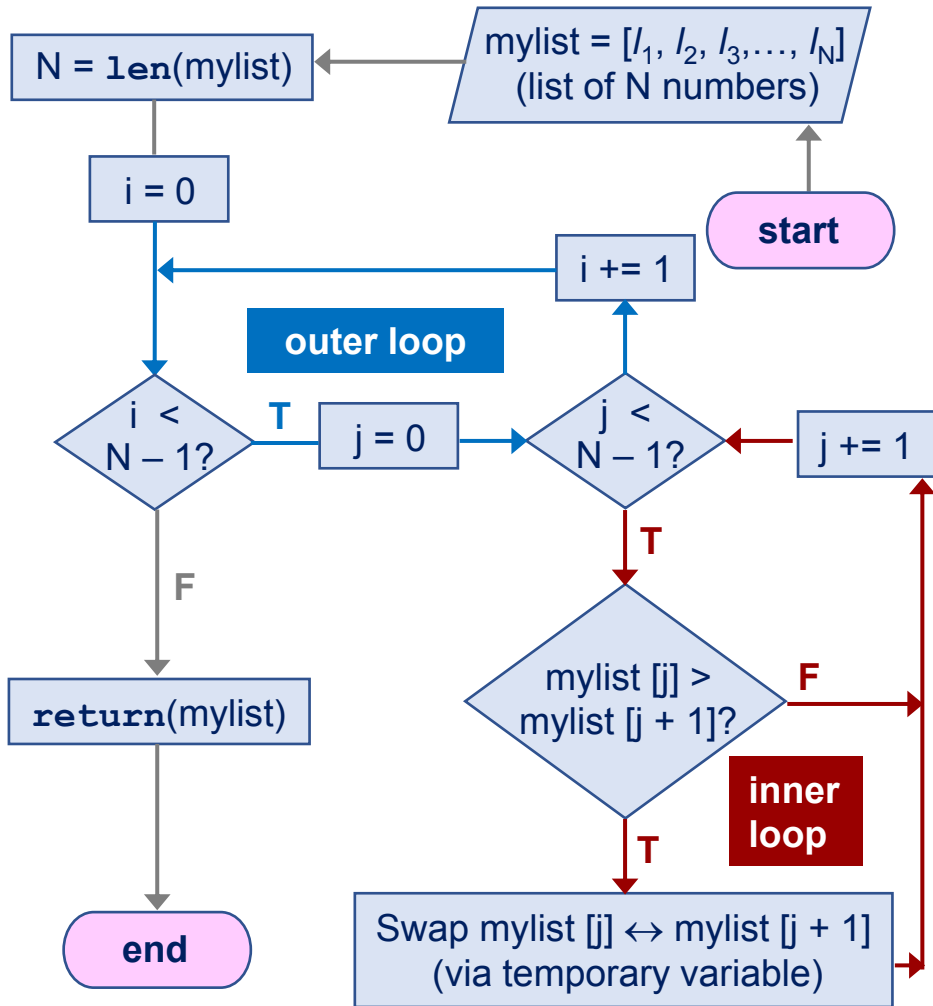 mylist = [l₁, l₂, l₃,…, l_N]
(list of N numbers)
N = len(mylist)
i = 0
start
i += 1
outer loop
i <
N – 1?
T
j = 0
j <
N – 1?
j += 1
T
F
mylist [j] >
mylist [j + 1]?
F
return(mylist)
inner
loop
T
Swap mylist [j] ↔ mylist [j + 1]
(via temporary variable)
end